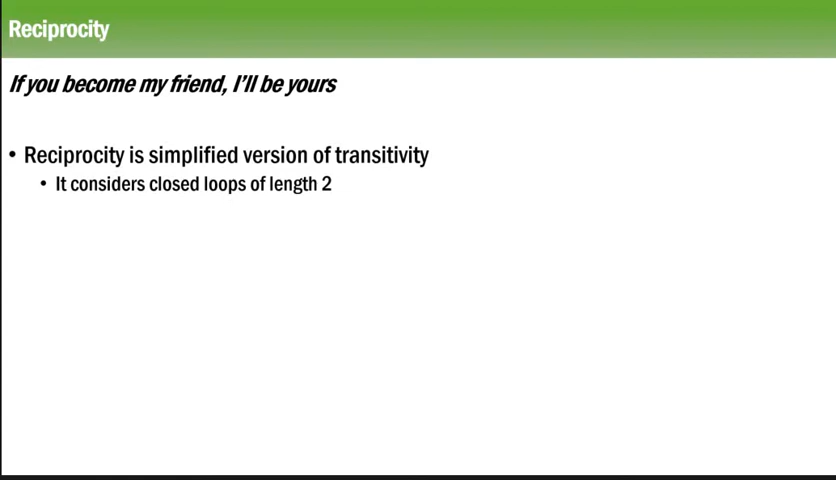 Reciprocity
If you become my friend, I'll be yours
• Reciprocity is simplified version of transitivity
• It considers closed loops of length 2